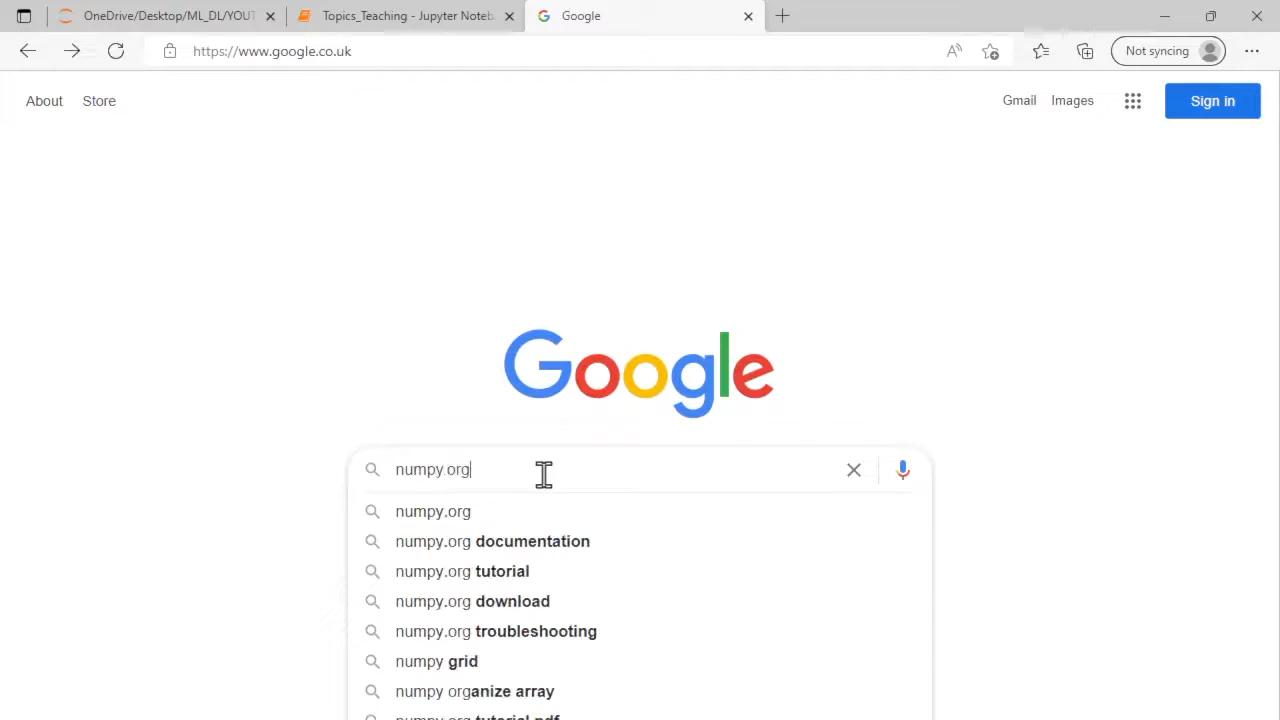 OneDrive/Desktop/ML_DL/YOUT
Topics_Teaching - Jupyter Noteb
Google
https://www.google.co.uk
Not syncing
About
Store
Gmail
Images
Sign in
Google
numpy.org
numpy.org
numpy.org documentation
numpy.org tutorial
numpy.org download
numpy.org troubleshooting
numpy grid
numpy organize array
numpy.org tutorial pdf